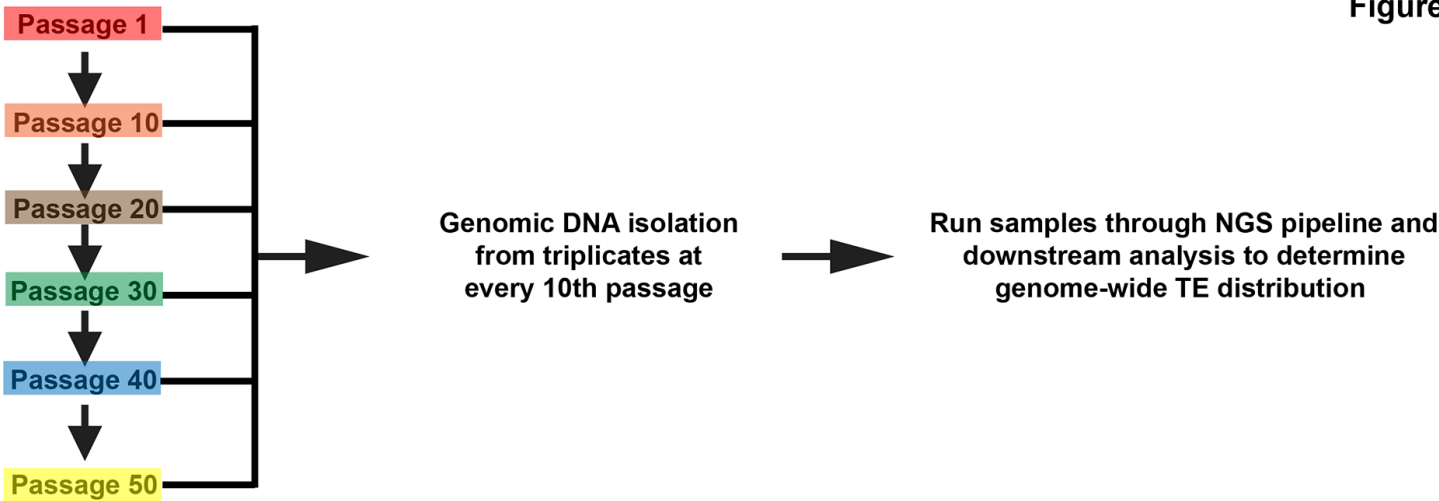 Figure
Passage 1
Passage 10
Passage 20
Passage 30
Passage 40
Passage 50
Genomic DNA isolation
from triplicates at
every 10th passage
Run samples through NGS pipeline and
downstream analysis to determine
genome-wide TE distribution